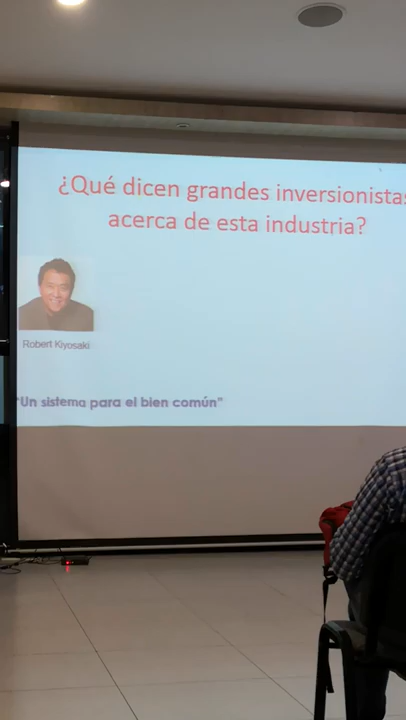 ¿Qué dicen grandes inversionistas
acerca de esta industria?
Robert Kiyosaki
"Un sistema para el bien común"